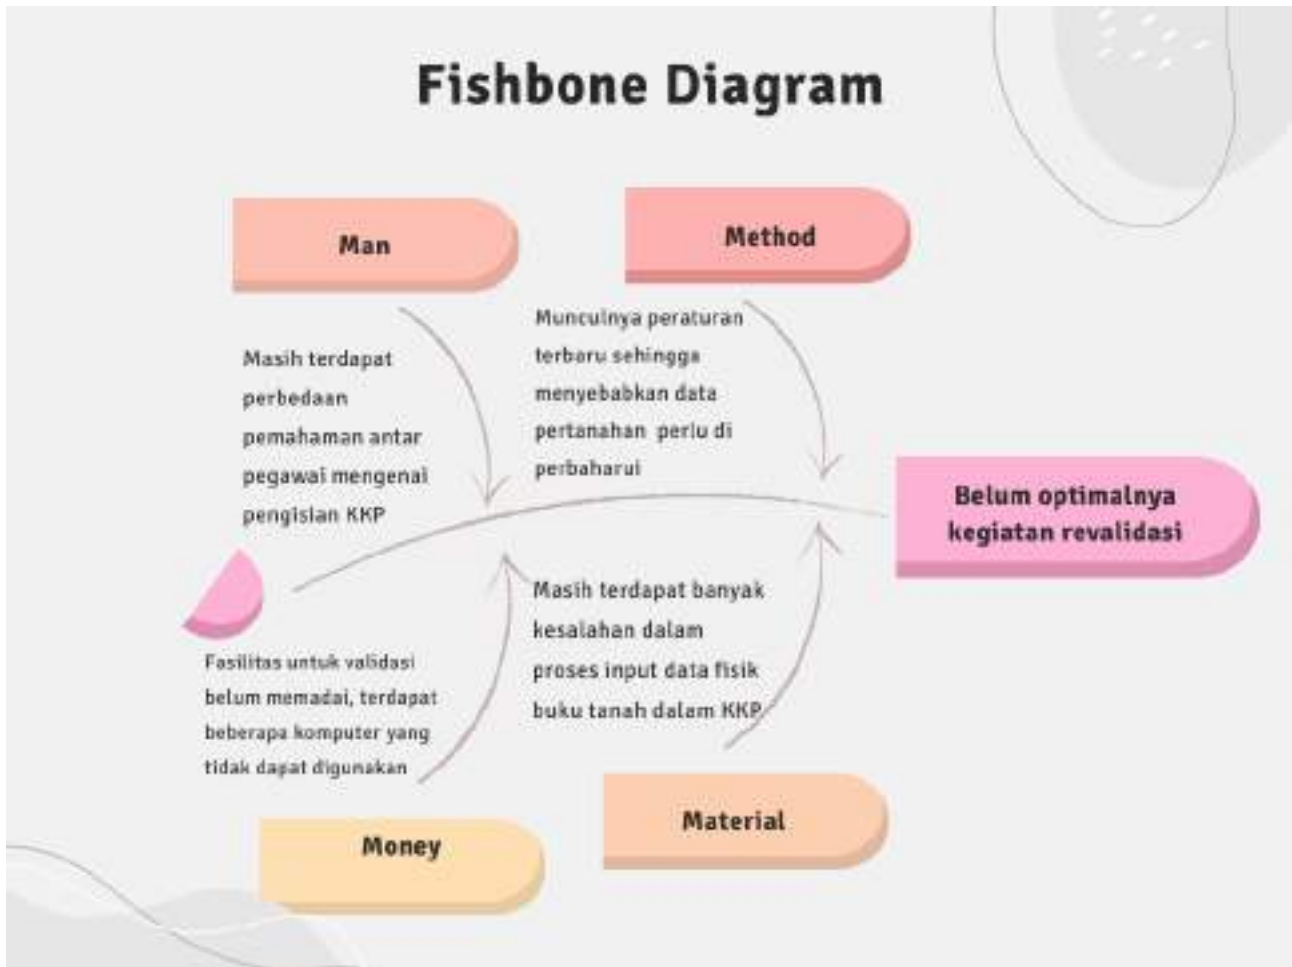 Fishbone Diagram
Man
Method
Masih terdapat
perbedaan
pemahaman antar
pegawai mengenai
pengisian KKP
Munculnya peraturan
terbaru sehingga
menyebabkan data
pertanahan perlu di
perbaharui
Belum optimalnya
kegiatan revalidasi
Fasilitas untuk validasi
belum memadai, terdapat
beberapa komputer yang
tidak dapat digunakan
Masih terdapat banyak
kesalahan dalam
proses input data fisik
buku tanah dalam KKP
Money
Material